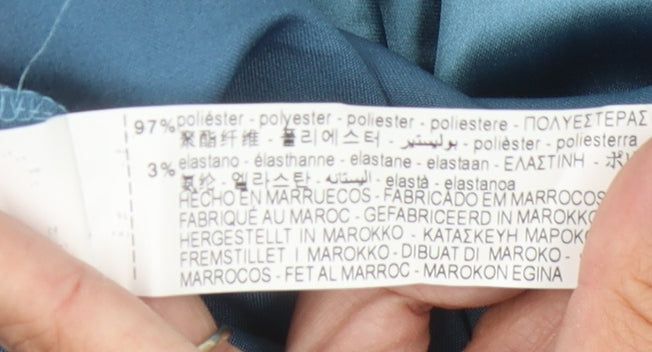 97% poliéster - polyester - poliester - poliestere - ΠΟΛΥΕΣΤΕΡΑΣ
聚酯纤维 - 폴리에스터 - بوليستير - polièster - poliesterra
3% elastano - élasthanne - elastane - elastaan - ΕΛΑΣΤΙΝΗ -
氨纶 - 엘라스탄 - الیستانه - elastà - elastanoa
HECHO EN MARRUECOS - FABRICADO EM MARROCOS
FABRIQUÉ AU MAROC - GEFABRICEERD IN MAROKKO
HERGESTELLT IN MAROKKO - ΚΑΤΑΣΚΕΥΗ
FREMSTILLET I MAROKKO - DIBUAT DI MAROKO -
MARROCOS - FET AL MARROC - MAROKON EGINA